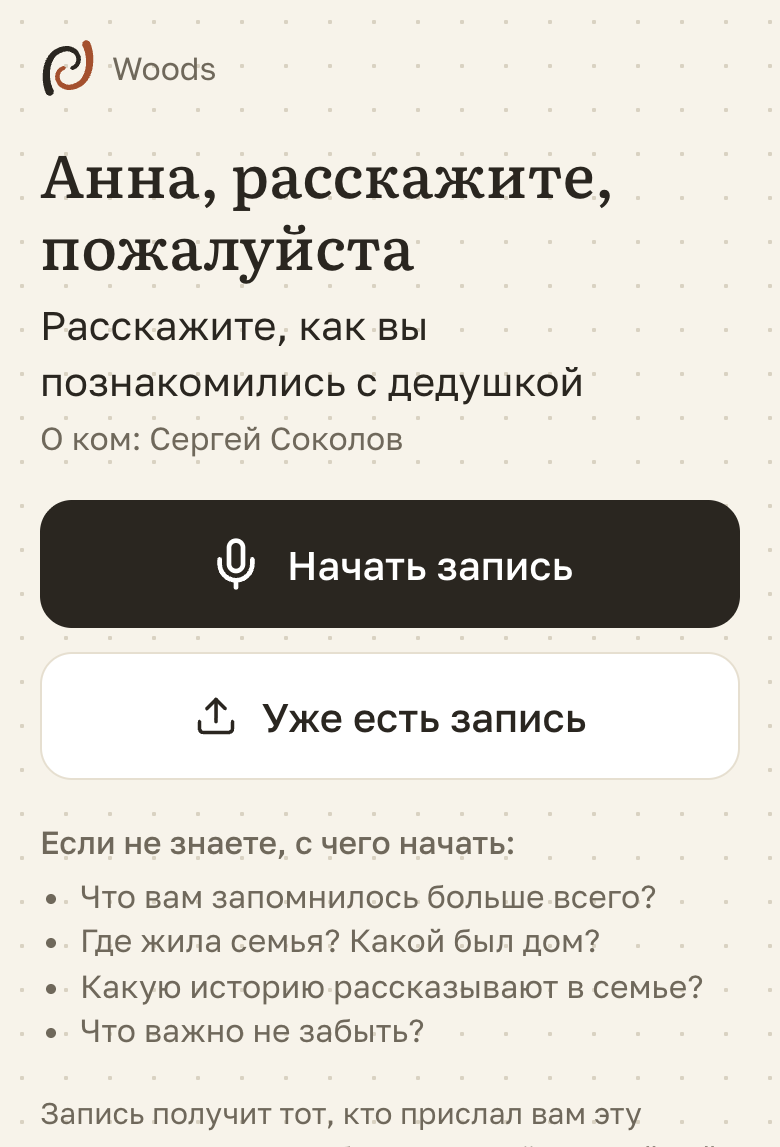 Woods
Анна, расскажите,
пожалуйста
Расскажите, как вы
познакомились с дедушкой
О ком: Сергей Соколов
Начать запись
Уже есть запись
Если не знаете, с чего начать:
• Что вам запомнилось больше всего?
• Где жила семья? Какой был дом?
• Какую историю рассказывают в семье?
• Что важно не забыть?
Запись получит тот, кто прислал вам эту